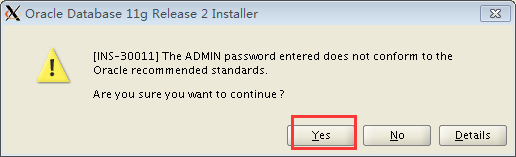 Oracle Database 11g Release 2 Installer
[INS-30011] The ADMIN password entered does not conform to the
Oracle recommended standards.
Are you sure you want to continue?
Yes No Details